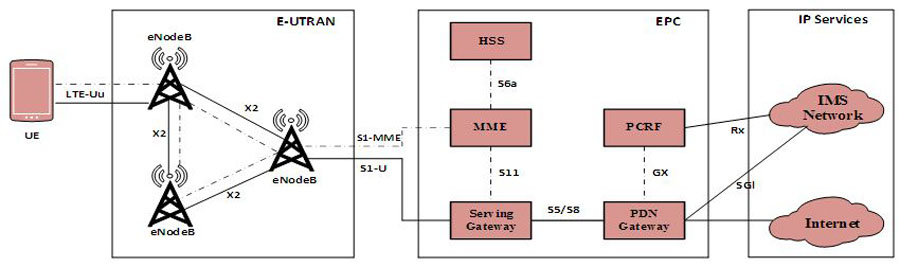 E-UTRAN
EPC
IP Services
eNodeB
HSS
LTE-Uu
X2
S6a
IMS
Network
UE
X2
S1-MME
MME
PCRF
Rx
S1-U
S11
GX
eNodeB
SGI
X2
S5/S8
Serving
Gateway
PDN
Gateway
Internet
eNodeB